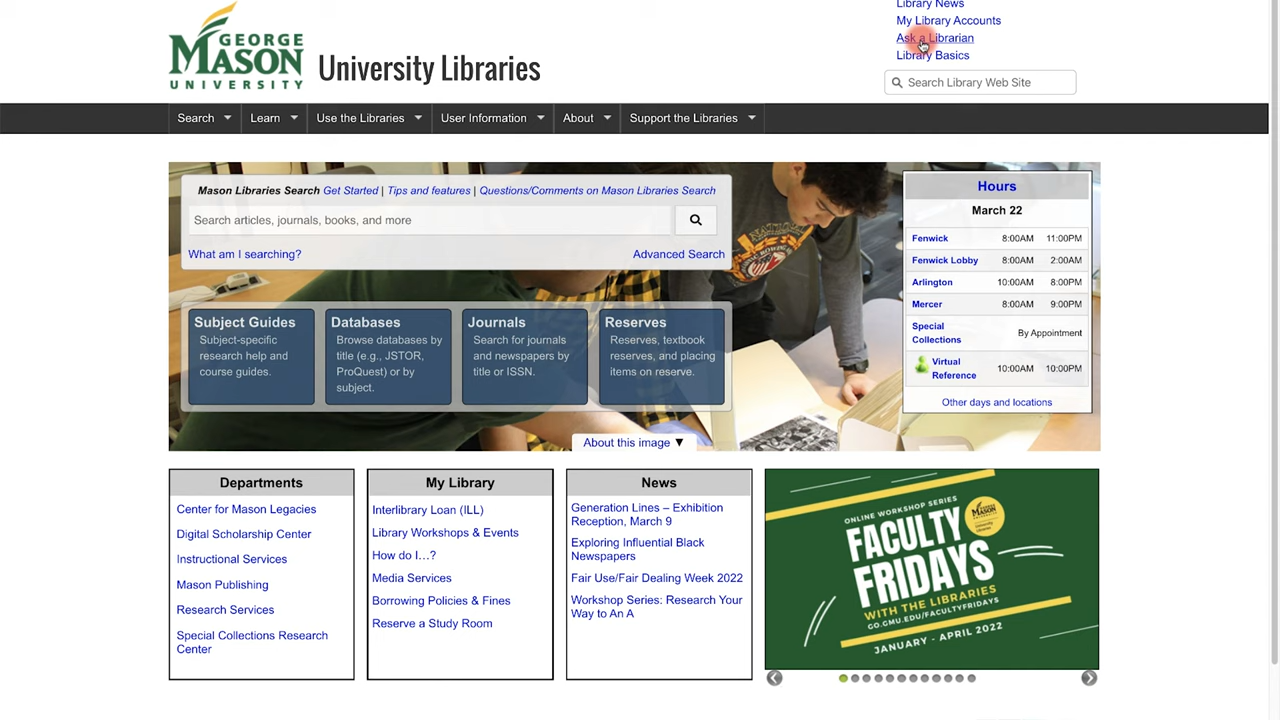 Library News
My Library Accounts
Ask a Librarian
Library Basics
GEORGE
MASON
UNIVERSITY
University Libraries
Search Library Web Site
Search Learn Use the Libraries User Information About Support the Libraries
Mason Libraries Search Get Started | Tips and features | Questions/Comments on Mason Libraries Search
Search articles, journals, books, and more
What am I searching? Advanced Search
Subject Guides
Subject-specific
research help and
course guides.
Databases
Browse databases by
title (e.g., JSTOR,
ProQuest) or by
subject.
Journals
Search for journals
and newspapers by
title or ISSN.
Reserves
Reserves, textbook
reserves, and placing
items on reserve.
About this image ▼
Hours
March 22
Fenwick 8:00AM 11:00PM
Fenwick Lobby 8:00AM 2:00AM
Arlington 10:00AM 8:00PM
Mercer 8:00AM 9:00PM
Special
Collections By Appointment
Virtual
Reference 10:00AM 10:00PM
Other days and locations
Departments
Center for Mason Legacies
Digital Scholarship Center
Instructional Services
Mason Publishing
Research Services
Special Collections Research
Center
My Library
Interlibrary Loan (ILL)
Library Workshops & Events
How do I…?
Media Services
Borrowing Policies & Fines
Reserve a Study Room
News
Generation Lines – Exhibition
Reception, March 9
Exploring Influential Black
Newspapers
Fair Use/Fair Dealing Week 2022
Workshop Series: Research Your
Way to An A
ONLINE WORKSHOP SERIES
FACULTY
FRIDAYS
WITH THE LIBRARIES
GO.GMU.EDU/FACULTYFRIDAYS
JANUARY - APRIL 2022